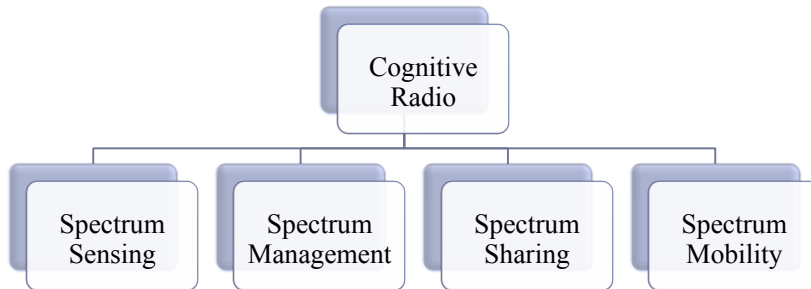 Cognitive
Radio
Spectrum
Sensing
Spectrum
Management
Spectrum
Sharing
Spectrum
Mobility